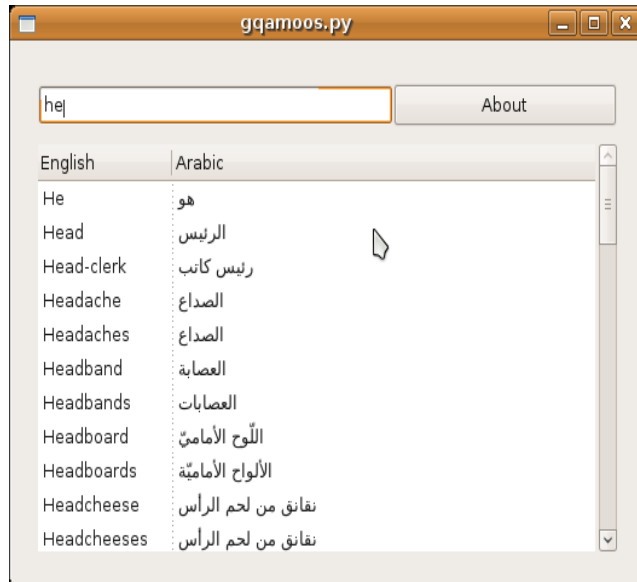 gqamoos.py
he
About
English Arabic
He هو
Head الرئيس
Head-clerk رئيس كاتب
Headache الصداع
Headaches الصداع
Headband العصابة
Headbands العصابات
Headboard اللّوح الأماميّ
Headboards الألواح الأماميّة
Headcheese نقانق من لحم الرأس
Headcheeses نقانق من لحم الرأس